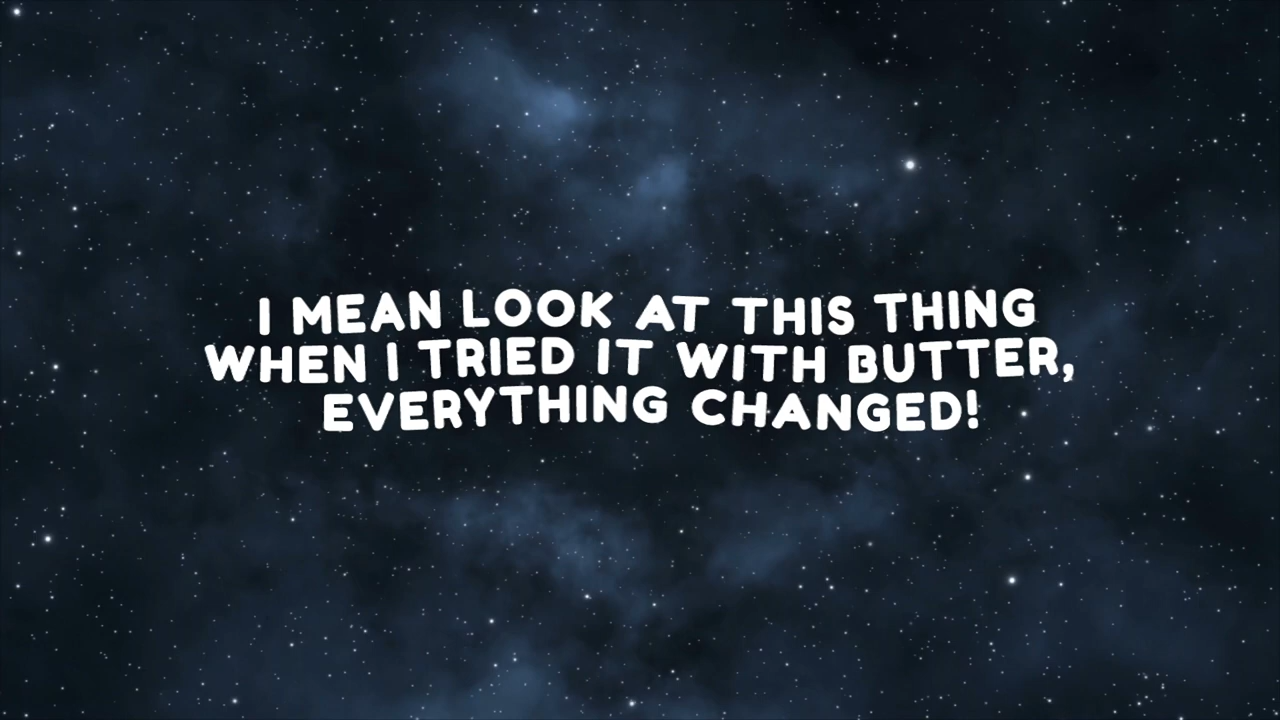 I MEAN LOOK AT THIS THING
WHEN I TRIED IT WITH BUTTER,
EVERYTHING CHANGED!